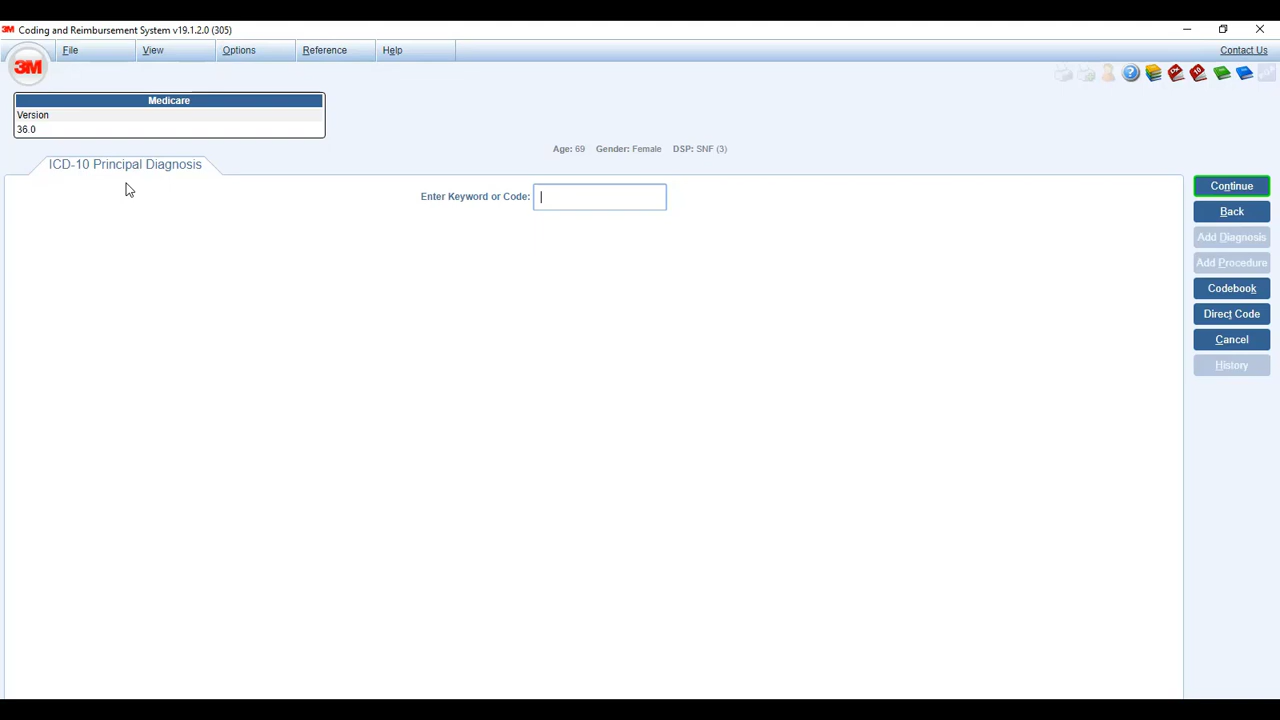 3M Coding and Reimbursement System v19.1.2.0 (305)
File View Options Reference Help Contact Us
3M
Medicare
Version
36.0
Age: 69 Gender: Female DSP: SNF (3)
ICD-10 Principal Diagnosis
Enter Keyword or Code:
Continue
Back
Add Diagnosis
Add Procedure
Codebook
Direct Code
Cancel
History